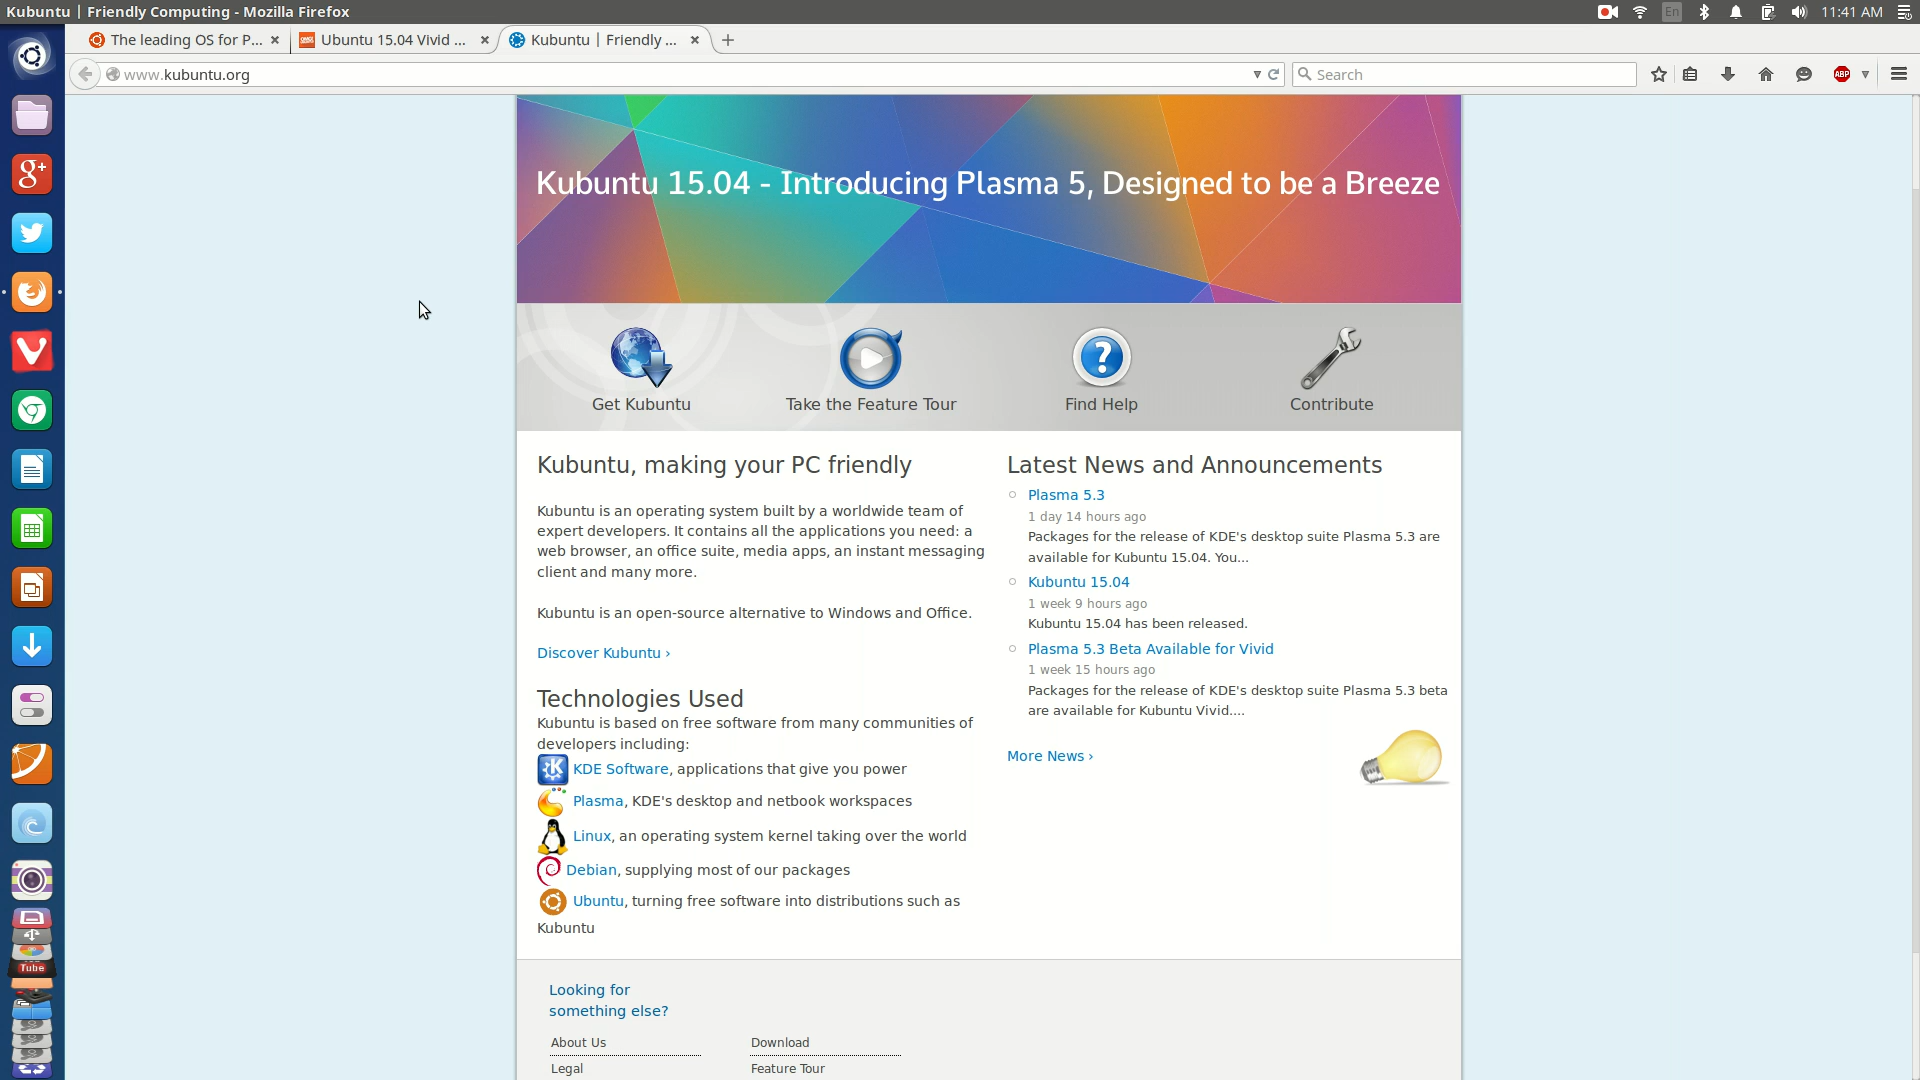 Kubuntu | Friendly Computing - Mozilla Firefox
En
11:41 AM
The leading OS for P...
Ubuntu 15.04 Vivid ...
Kubuntu | Friendly ...
www.kubuntu.org
Search
ABP
Kubuntu 15.04 - Introducing Plasma 5, Designed to be a Breeze
Get Kubuntu
Take the Feature Tour
Find Help
Contribute
Kubuntu, making your PC friendly
Kubuntu is an operating system built by a worldwide team of
expert developers. It contains all the applications you need: a
web browser, an office suite, media apps, an instant messaging
client and many more.
Kubuntu is an open-source alternative to Windows and Office.
Discover Kubuntu ›
Technologies Used
Kubuntu is based on free software from many communities of
developers including:
KDE Software, applications that give you power
Plasma, KDE's desktop and netbook workspaces
Linux, an operating system kernel taking over the world
Debian, supplying most of our packages
Ubuntu, turning free software into distributions such as
Kubuntu
Latest News and Announcements
Plasma 5.3
1 day 14 hours ago
Packages for the release of KDE's desktop suite Plasma 5.3 are
available for Kubuntu 15.04. You...
Kubuntu 15.04
1 week 9 hours ago
Kubuntu 15.04 has been released.
Plasma 5.3 Beta Available for Vivid
1 week 15 hours ago
Packages for the release of KDE's desktop suite Plasma 5.3 beta
are available for Kubuntu Vivid....
More News ›
Looking for
something else?
About Us
Download
Legal
Feature Tour
g+
Tube